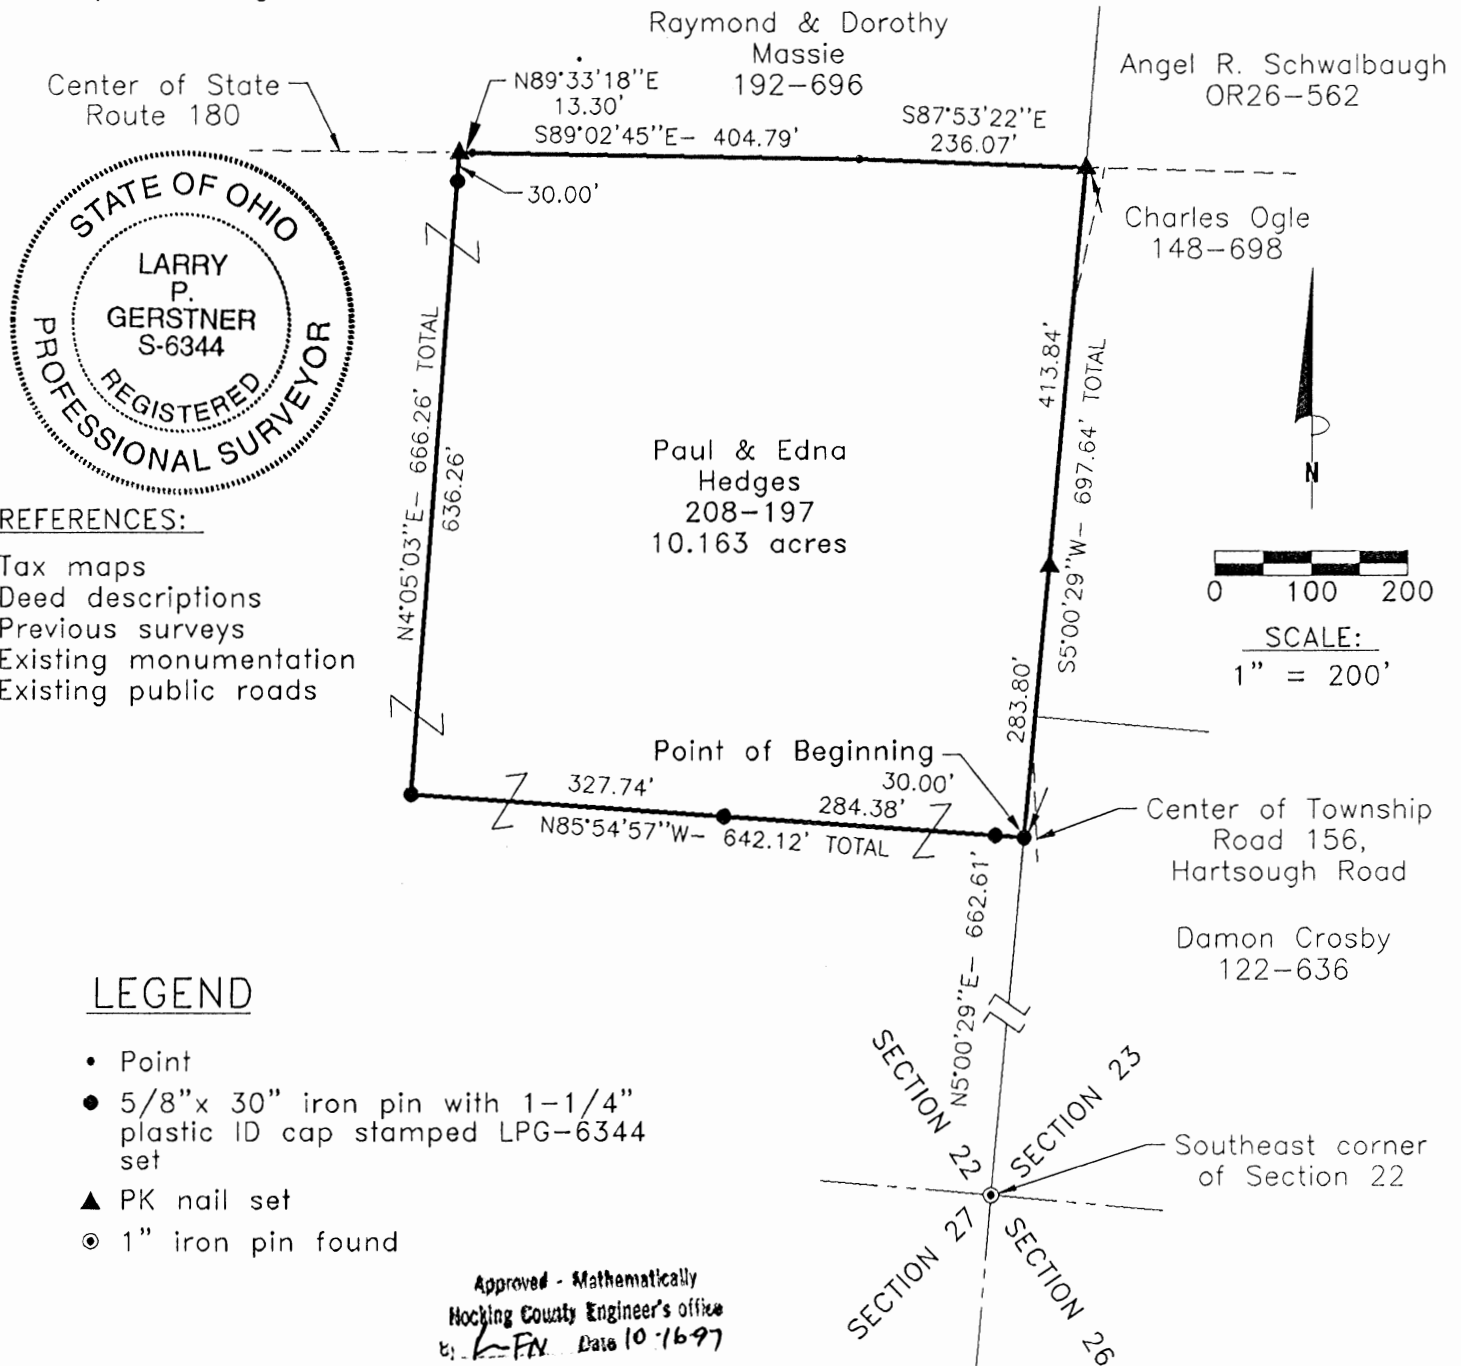 Raymond & Dorothy
Massie
192-696
Angel R. Schwalbaugh
OR26-562
Center of State
Route 180
N89°33'18"E
13.30'
S89°02'45"E- 404.79'
S87°53'22"E
236.07'
30.00'
Charles Ogle
148-698
STATE OF OHIO
LARRY
P.
GERSTNER
S-6344
REGISTERED
PROFESSIONAL SURVEYOR
N4°05'03"E- 666.26' TOTAL
636.26'
413.84'
S5°00'29"W- 697.64' TOTAL
283.80'
Paul & Edna
Hedges
208-197
10.163 acres
N
0 100 200
SCALE:
1" = 200'
REFERENCES:
Tax maps
Deed descriptions
Previous surveys
Existing monumentation
Existing public roads
Point of Beginning
327.74'
30.00'
284.38'
N85°54'57"W- 642.12' TOTAL
Center of Township
Road 156,
Hartsough Road
Damon Crosby
122-636
N5°00'29"E- 662.61'
LEGEND
• Point
● 5/8"x 30" iron pin with 1-1/4"
plastic ID cap stamped LPG-6344
set
▲ PK nail set
◉ 1" iron pin found
SECTION 22
SECTION 23
Southeast corner
of Section 22
SECTION 27
SECTION 26
Approved - Mathematically
Hocking County Engineer's office
Date 10-16-97